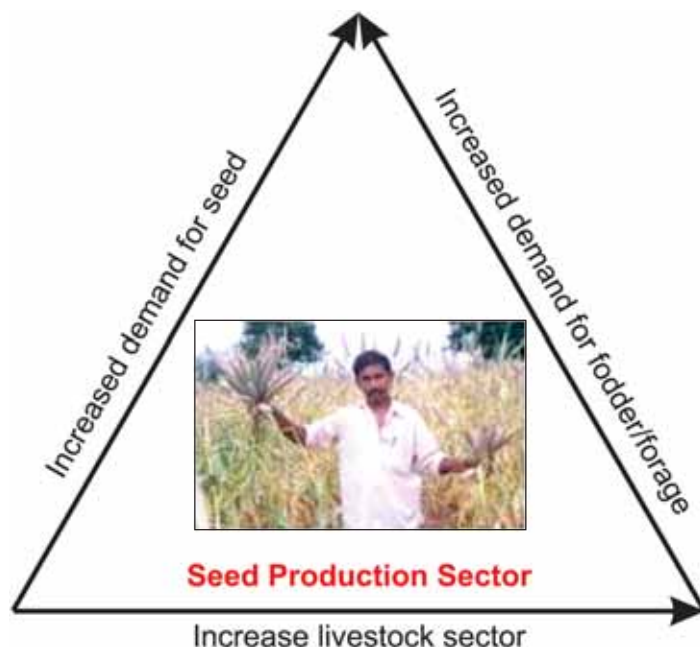 Increased demand for seed
Increased demand for fodder/forage
Seed Production Sector
Increase livestock sector